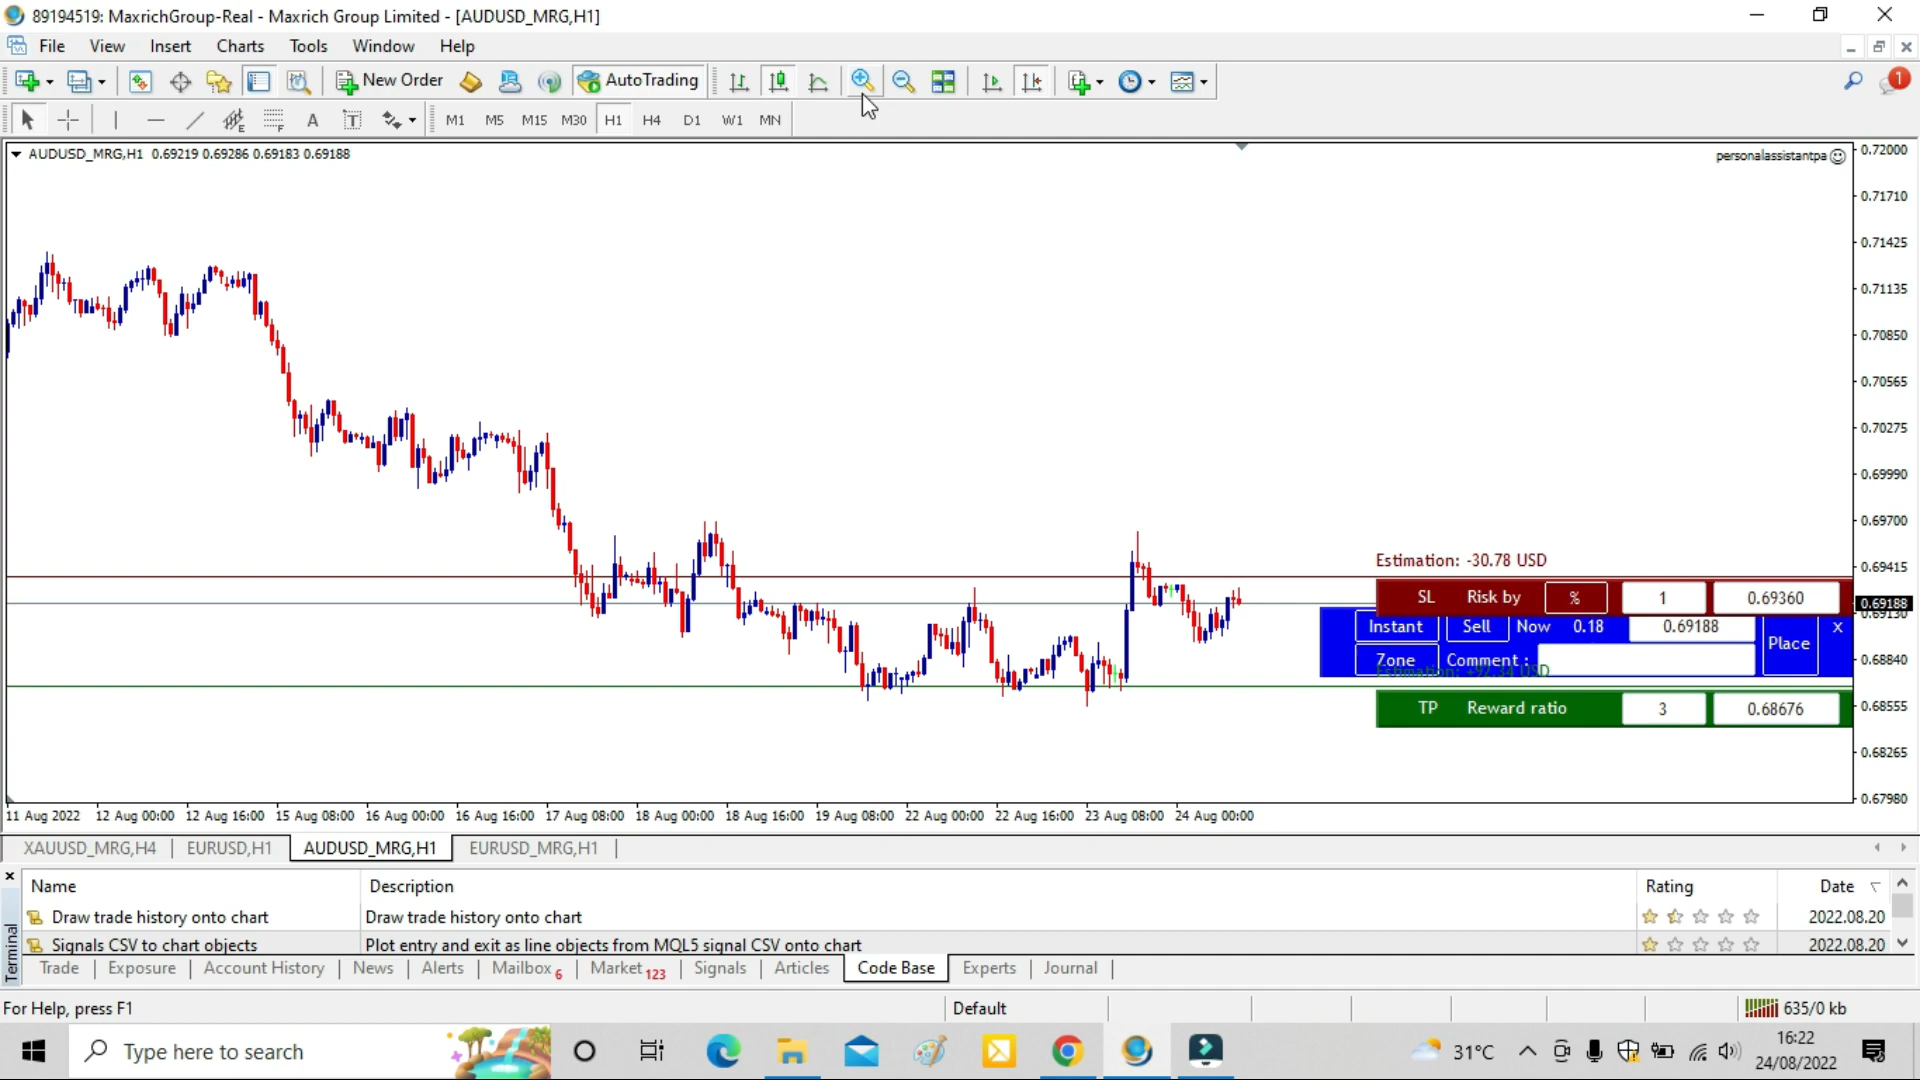 89194519: MaxrichGroup-Real - Maxrich Group Limited - [AUDUSD_MRG,H1]
File View Insert Charts Tools Window Help
New Order AutoTrading 1
A T M1 M5 M15 M30 H1 H4 D1 W1 MN
AUDUSD_MRG,H1 0.69219 0.69286 0.69183 0.69188
personalassistantpa
0.72000
0.71710
0.71425
0.71135
0.70850
0.70565
0.70275
0.69990
0.69700
0.69415
0.69188
0.69130
0.68840
0.68555
0.68265
0.67980
Estimation: -30.78 USD
SL Risk by % 1 0.69360
Instant Sell Now 0.18 0.69188 Place x
Zone Comment :
Estimation: +92.34 USD
TP Reward ratio 3 0.68676
11 Aug 2022 12 Aug 00:00 12 Aug 16:00 15 Aug 08:00 16 Aug 00:00 16 Aug 16:00 17 Aug 08:00 18 Aug 00:00 18 Aug 16:00 19 Aug 08:00 22 Aug 00:00 22 Aug 16:00 23 Aug 08:00 24 Aug 00:00
XAUUSD_MRG,H4 EURUSD,H1 AUDUSD_MRG,H1 EURUSD_MRG,H1
Name Description Rating Date
Draw trade history onto chart Draw trade history onto chart 2022.08.20
Signals CSV to chart objects Plot entry and exit as line objects from MQL5 signal CSV onto chart 2022.08.20
Terminal
Trade Exposure Account History News Alerts Mailbox 6 Market 123 Signals Articles Code Base Experts Journal
For Help, press F1 Default 635/0 kb
Type here to search 31°C 16:22
24/08/2022